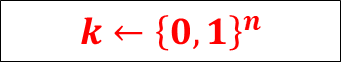 k ← {0, 1}ⁿ